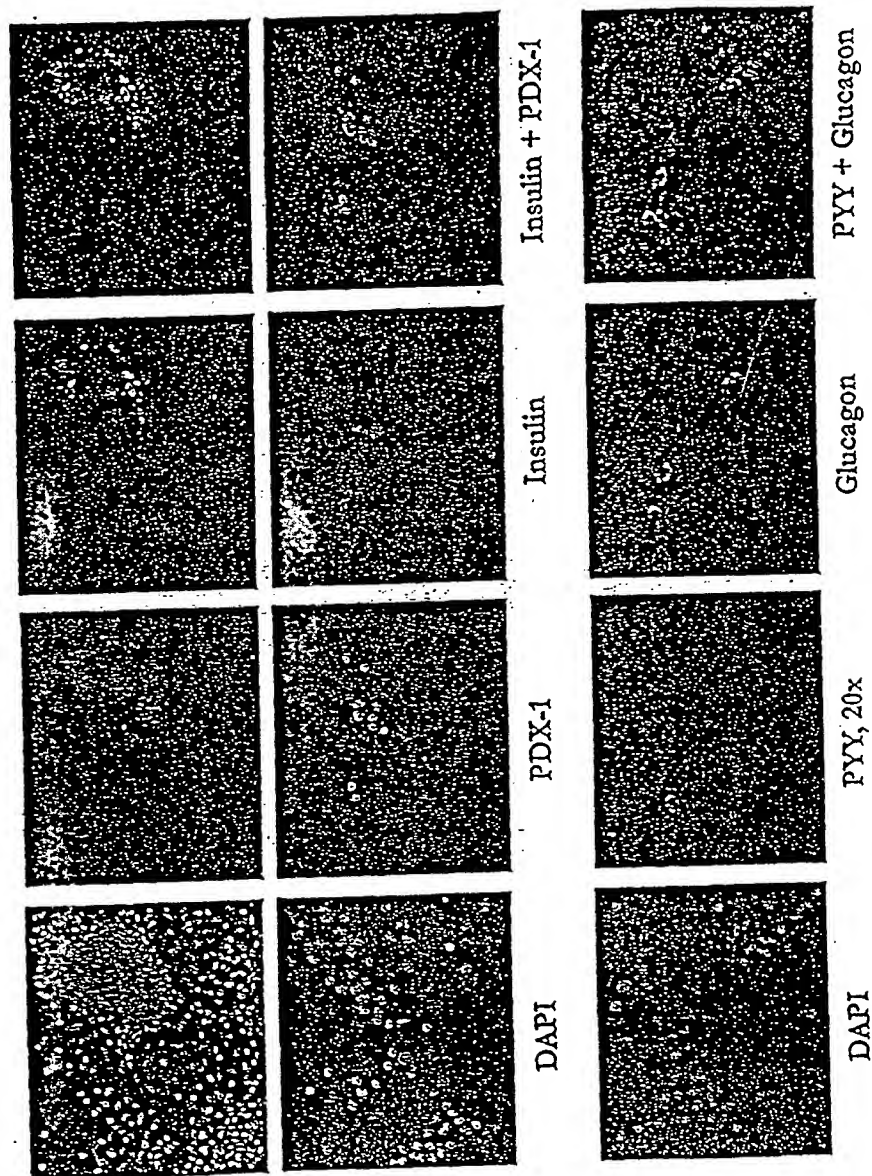 DAPI
PDX-1
Insulin
Insulin + PDX-1
DAPI
PYY, 20x
Glucagon
PYY + Glucagon